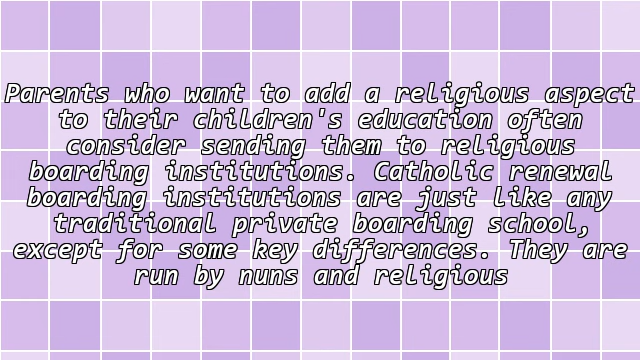 Parents who want to add a religious aspect
to their children's education often
consider sending them to religious
boarding institutions. Catholic renewal
boarding institutions are just like any
traditional private boarding school,
except for some key differences. They are
run by nuns and religious